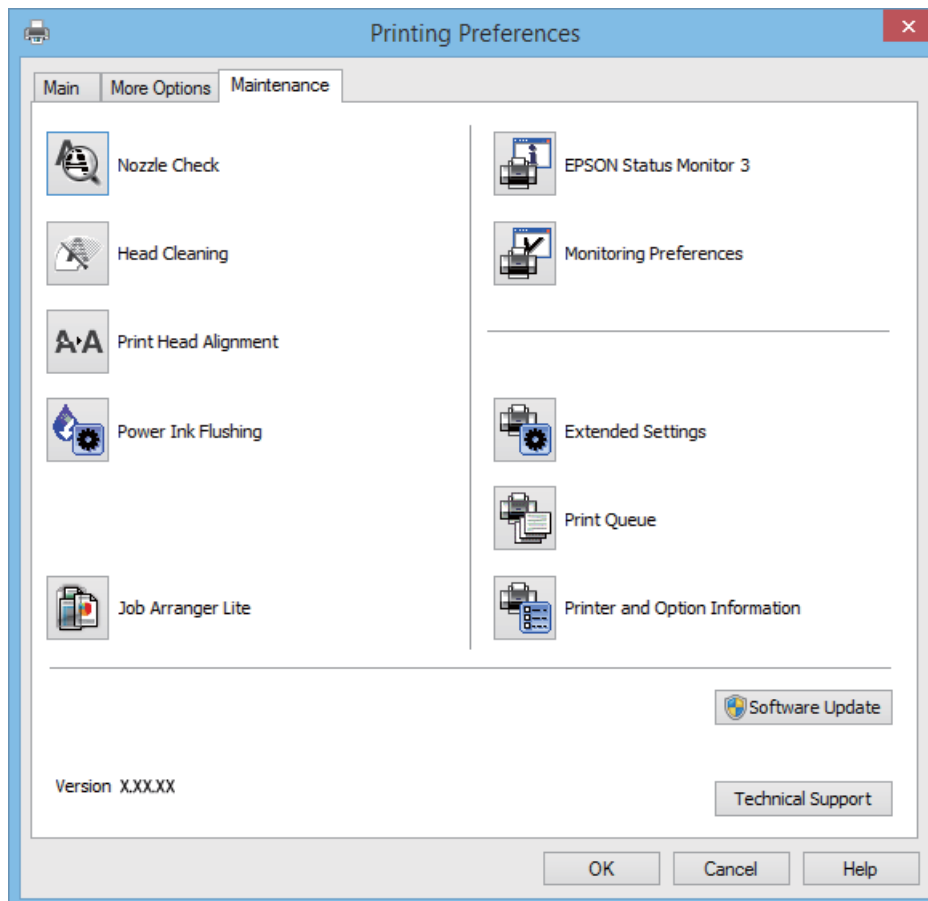 Printing Preferences
Main
More Options
Maintenance
Nozzle Check
Head Cleaning
A·A Print Head Alignment
Power Ink Flushing
Job Arranger Lite
EPSON Status Monitor 3
Monitoring Preferences
Extended Settings
Print Queue
Printer and Option Information
Software Update
Version X.XX.XX
Technical Support
OK
Cancel
Help